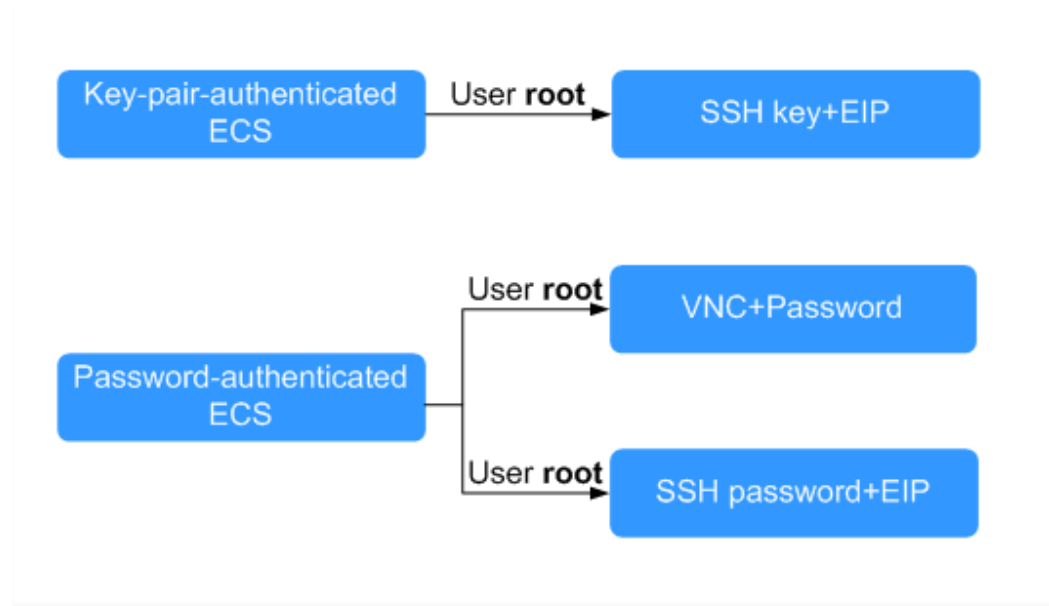 Key-pair-authenticated
ECS
User root
SSH key+EIP
User root
VNC+Password
Password-authenticated
ECS
User root
SSH password+EIP